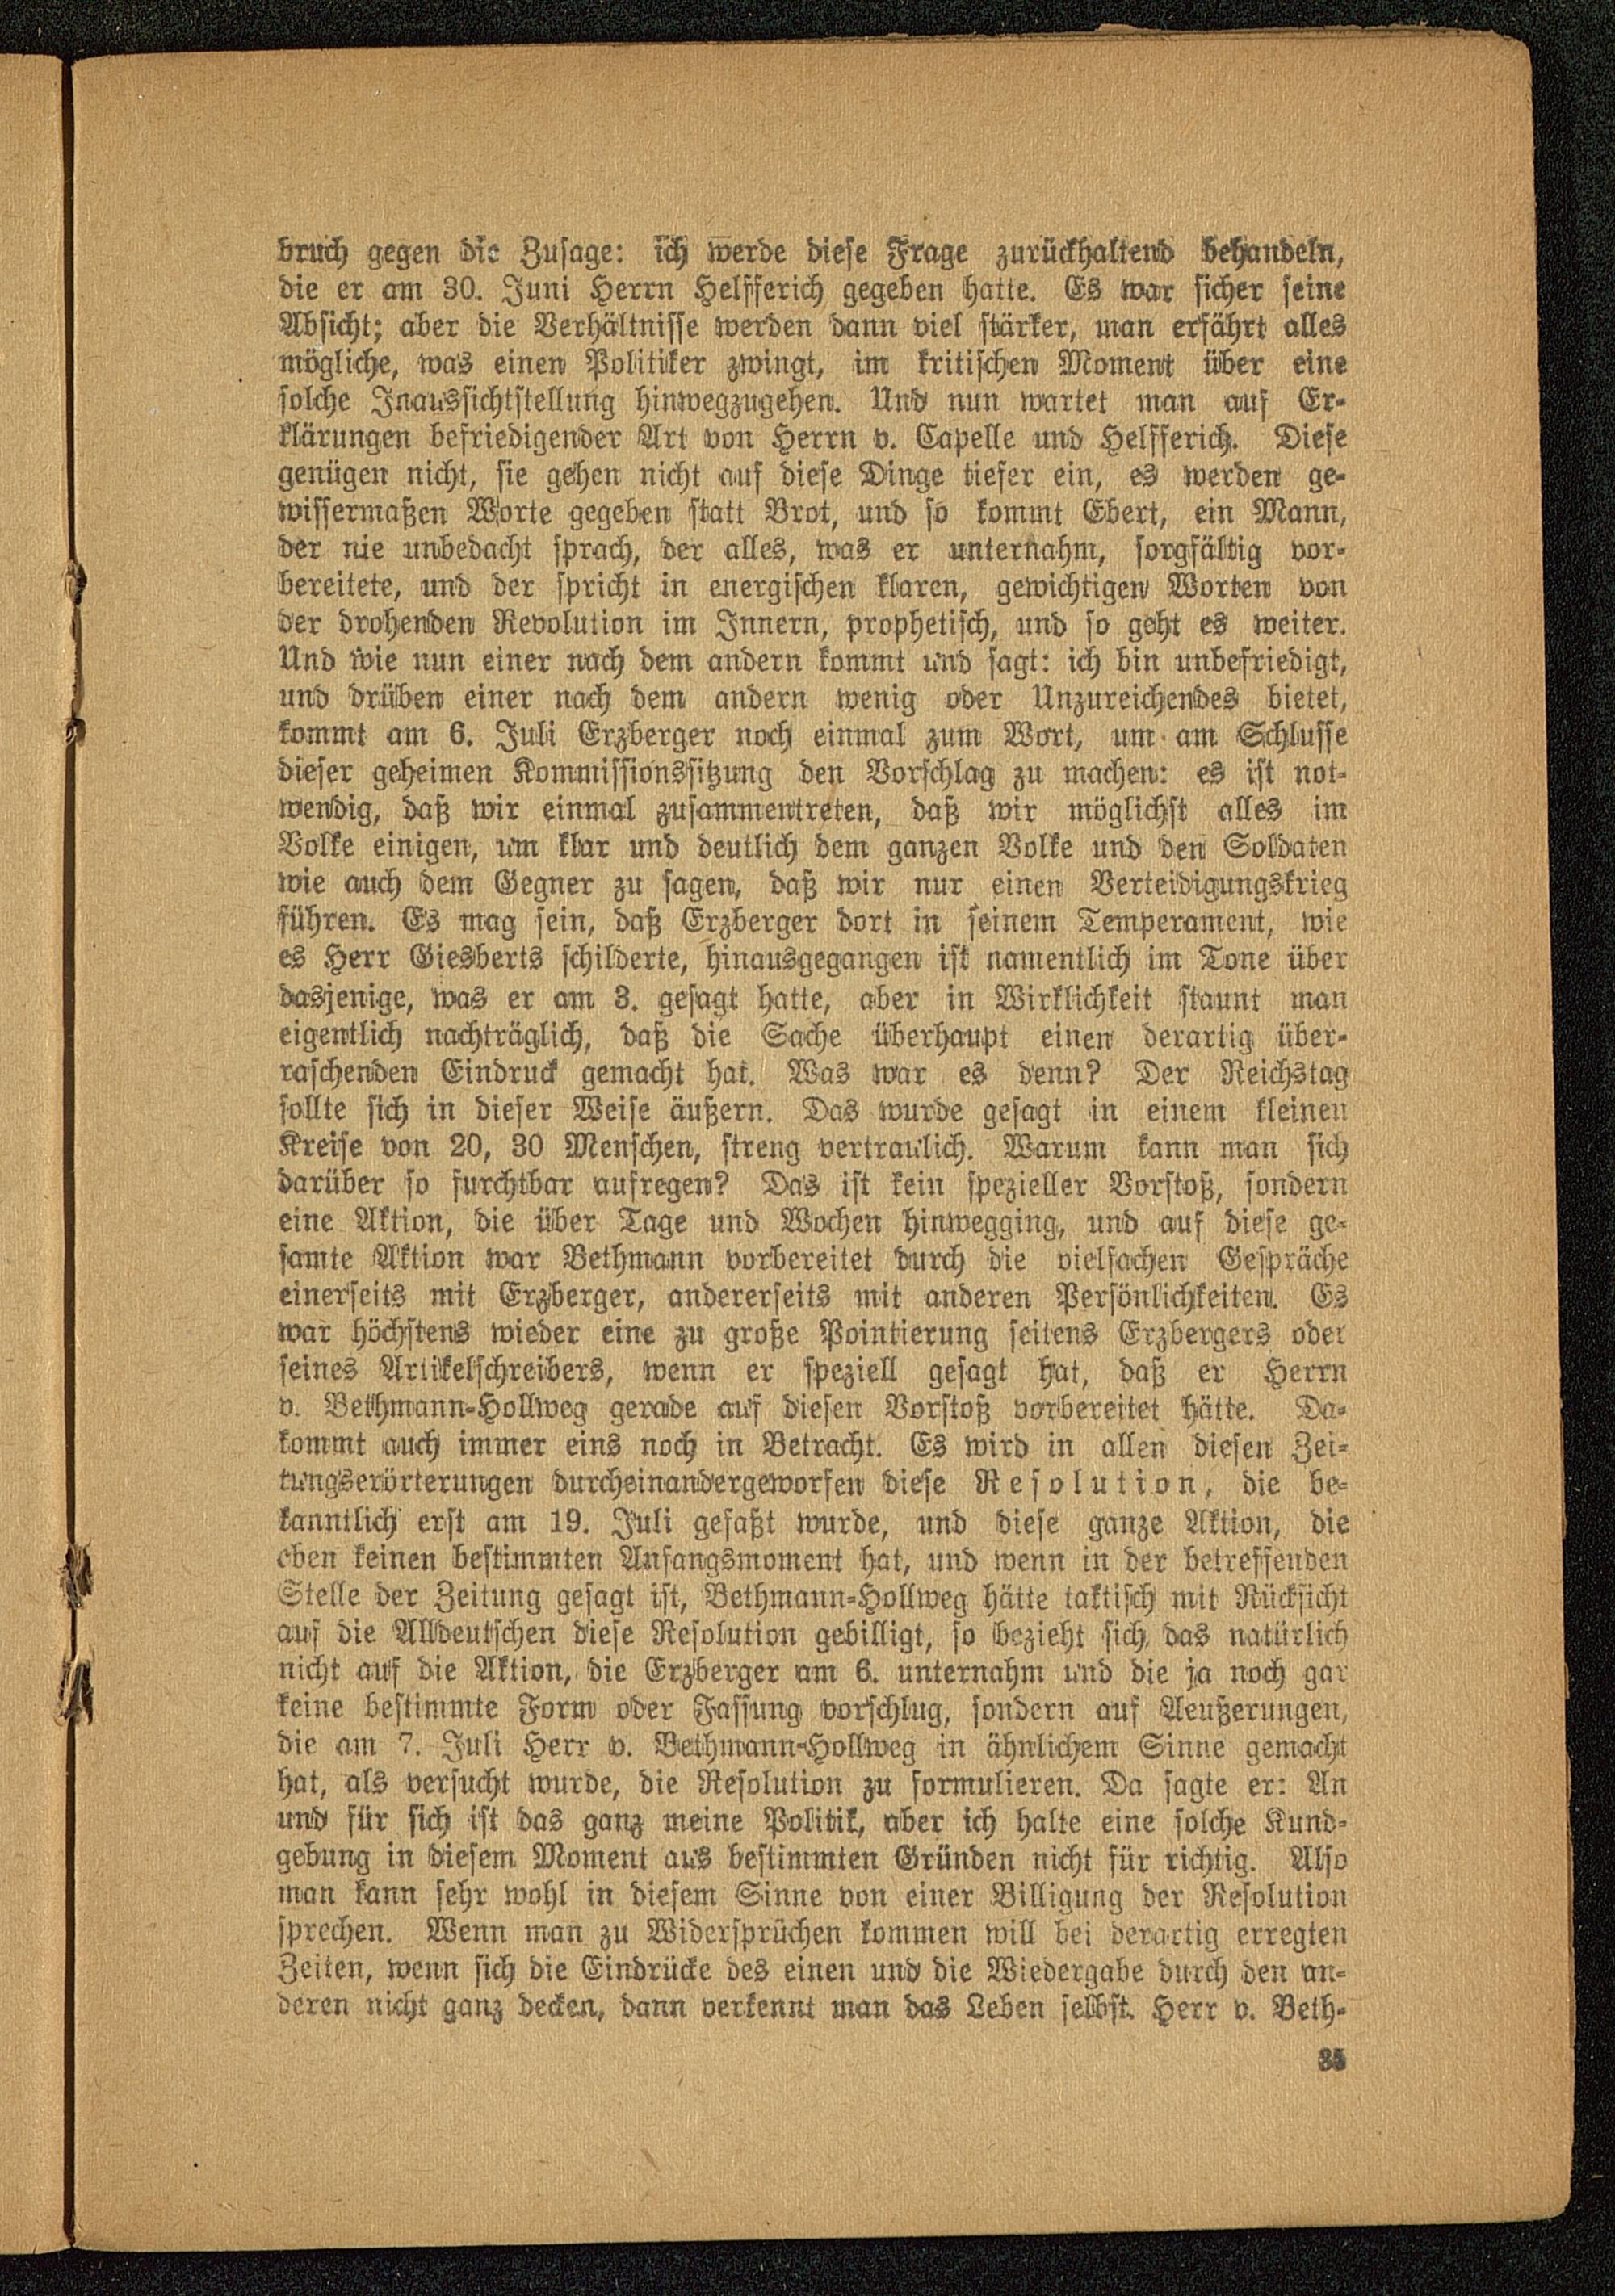 bruch gegen die Zusage: ich werde diese Frage zurückhaltend behandeln,
die er am 30. Juni Herrn Helfferich gegeben hatte. Es war sicher seine
Absicht; aber die Verhältnisse werden dann viel stärker, man erfährt alles
mögliche, was einen Politiker zwingt, im kritischen Moment über eine
solche Inaussichtstellung hinwegzugehen. Und nun wartet man auf Er-
klärungen befriedigender Art von Herrn v. Capelle und Helfferich. Diese
genügen nicht, sie gehen nicht auf diese Dinge tiefer ein, es werden ge-
wissermaßen Worte gegeben statt Brot, und so kommt Ebert, ein Mann,
der nie unbedacht sprach, der alles, was er unternahm, sorgfältig vor-
bereitete, und der spricht in energischen klaren, gewichtigen Worten von
der drohenden Revolution im Innern, prophetisch, und so geht es weiter.
Und wie nun einer nach dem andern kommt und sagt: ich bin unbefriedigt,
und drüben einer nach dem andern wenig oder Unzureichendes bietet,
kommt am 6. Juli Erzberger noch einmal zum Wort, um am Schlusse
dieser geheimen Kommissionssitzung den Vorschlag zu machen: es ist not-
wendig, daß wir einmal zusammentreten, daß wir möglichst alles im
Volke einigen, um klar und deutlich dem ganzen Volke und den Soldaten
wie auch dem Gegner zu sagen, daß wir nur einen Verteidigungskrieg
führen. Es mag sein, daß Erzberger dort in seinem Temperament, wie
es Herr Giesberts schilderte, hinausgegangen ist namentlich im Tone über
dasjenige, was er am 3. gesagt hatte, aber in Wirklichkeit staunt man
eigentlich nachträglich, daß die Sache überhaupt einen derartig über-
raschenden Eindruck gemacht hat. Was war es denn? Der Reichstag
sollte sich in dieser Weise äußern. Das wurde gesagt in einem kleinen
Kreise von 20, 30 Menschen, streng vertraulich. Warum kann man sich
darüber so furchtbar aufregen? Das ist kein spezieller Vorstoß, sondern
eine Aktion, die über Tage und Wochen hinwegging, und auf diese ge-
samte Aktion war Bethmann vorbereitet durch die vielfachen Gespräche
einerseits mit Erzberger, andererseits mit anderen Persönlichkeiten. Es
war höchstens wieder eine zu große Pointierung seitens Erzbergers oder
seines Artikelschreibers, wenn er speziell gesagt hat, daß er Herrn
v. Bethmann-Hollweg gerade auf diesen Vorstoß vorbereitet hätte. Da-
kommt auch immer eins noch in Betracht. Es wird in allen diesen Zei-
tungserörterungen durcheinandergeworfen diese Resolution, die be-
kanntlich erst am 19. Juli gefaßt wurde, und diese ganze Aktion, die
eben keinen bestimmten Anfangsmoment hat, und wenn in der betreffenden
Stelle der Zeitung gesagt ist, Bethmann-Hollweg hätte taktisch mit Rücksicht
auf die Alldeutschen diese Resolution gebilligt, so bezieht sich das natürlich
nicht auf die Aktion, die Erzberger am 6. unternahm und die ja noch gar
keine bestimmte Form oder Fassung vorschlug, sondern auf Aeußerungen,
die am 7. Juli Herr v. Bethmann-Hollweg in ähnlichem Sinne gemacht
hat, als versucht wurde, die Resolution zu formulieren. Da sagte er: An
und für sich ist das ganz meine Politik, aber ich halte eine solche Kund-
gebung in diesem Moment aus bestimmten Gründen nicht für richtig. Also
man kann sehr wohl in diesem Sinne von einer Billigung der Resolution
sprechen. Wenn man zu Widersprüchen kommen will bei derartig erregten
Zeiten, wenn sich die Eindrücke des einen und die Wiedergabe durch den an-
deren nicht ganz decken, dann verkennt man das Leben selbst. Herr v. Beth-
35